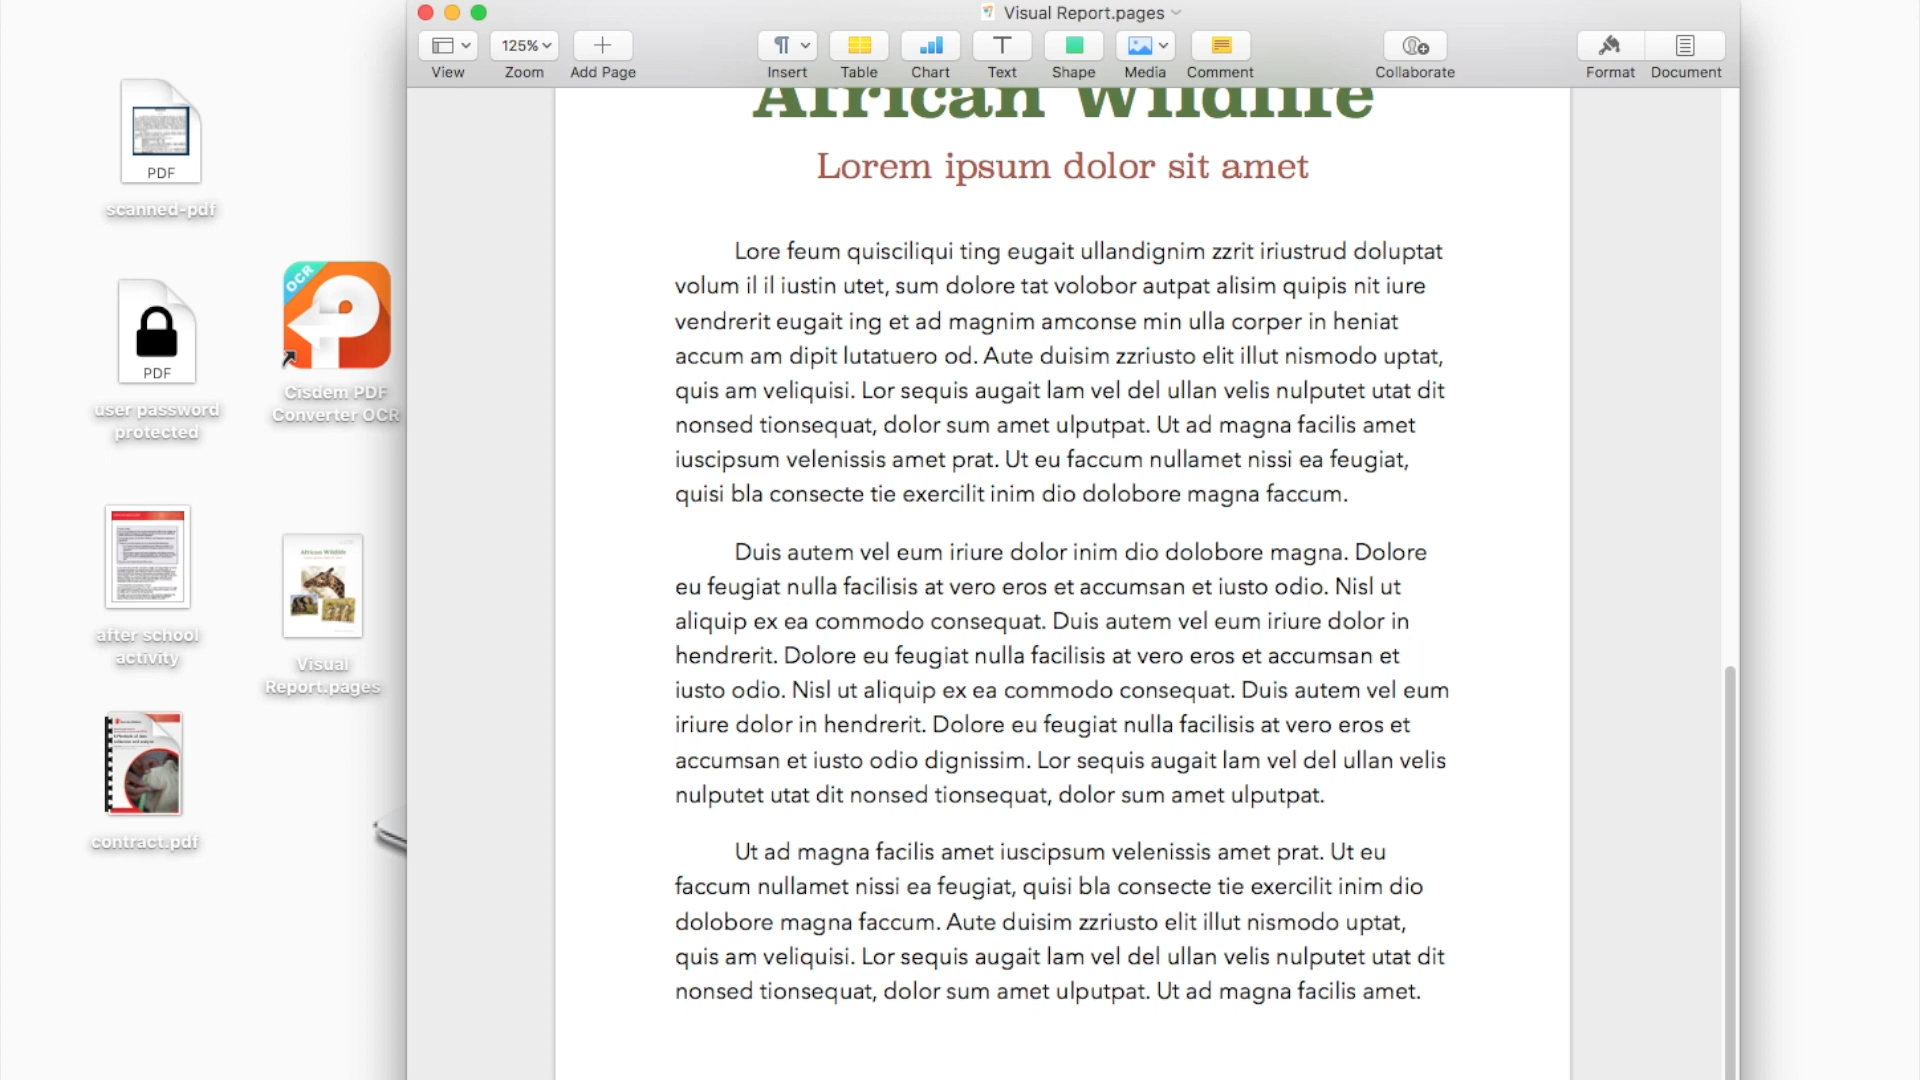 Visual Report.pages
125%
View
Zoom
Add Page
Insert
Table
Chart
Text
Shape
Media
Comment
Collaborate
Format
Document
PDF
scanned-pdf
PDF
user password
protected
OCR
Cisdem PDF
Converter OCR
after school
activity
African Wildlife
Visual
Report.pages
contract.pdf
African Wildlife
Lorem ipsum dolor sit amet
Lore feum quisciliqui ting eugait ullandignim zzrit iriustrud doluptat
volum il il iustin utet, sum dolore tat volobor autpat alisim quipis nit iure
vendrerit eugait ing et ad magnim amconse min ulla corper in heniat
accum am dipit lutatuero od. Aute duisim zzriusto elit illut nismodo uptat,
quis am veliquisi. Lor sequis augait lam vel del ullan velis nulputet utat dit
nonsed tionsequat, dolor sum amet ulputpat. Ut ad magna facilis amet
iuscipsum velenissis amet prat. Ut eu faccum nullamet nissi ea feugiat,
quisi bla consecte tie exercilit inim dio dolobore magna faccum.
Duis autem vel eum iriure dolor inim dio dolobore magna. Dolore
eu feugiat nulla facilisis at vero eros et accumsan et iusto odio. Nisl ut
aliquip ex ea commodo consequat. Duis autem vel eum iriure dolor in
hendrerit. Dolore eu feugiat nulla facilisis at vero eros et accumsan et
iusto odio. Nisl ut aliquip ex ea commodo consequat. Duis autem vel eum
iriure dolor in hendrerit. Dolore eu feugiat nulla facilisis at vero eros et
accumsan et iusto odio dignissim. Lor sequis augait lam vel del ullan velis
nulputet utat dit nonsed tionsequat, dolor sum amet ulputpat.
Ut ad magna facilis amet iuscipsum velenissis amet prat. Ut eu
faccum nullamet nissi ea feugiat, quisi bla consecte tie exercilit inim dio
dolobore magna faccum. Aute duisim zzriusto elit illut nismodo uptat,
quis am veliquisi. Lor sequis augait lam vel del ullan velis nulputet utat dit
nonsed tionsequat, dolor sum amet ulputpat. Ut ad magna facilis amet.